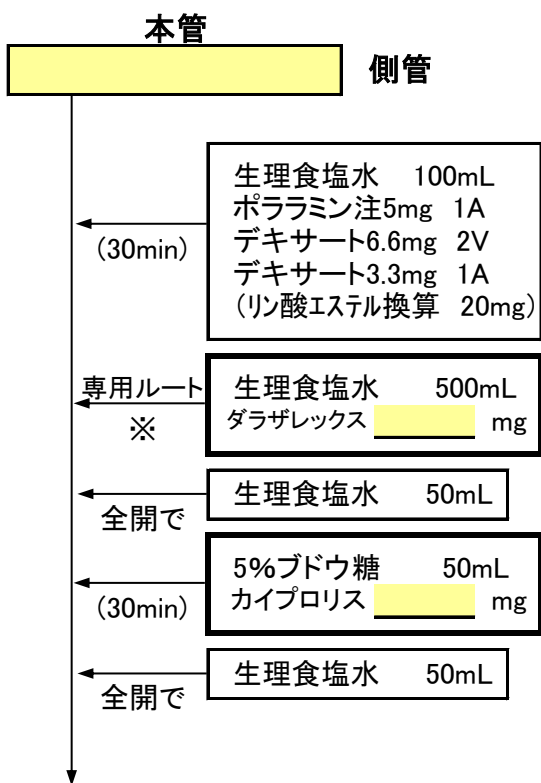 本管
側管
生理食塩水 100mL
ポララミン注5mg 1A
デキサート6.6mg 2V
デキサート3.3mg 1A
(リン酸エステル換算 20mg)
(30min)
専用ルート
※
生理食塩水 500mL
ダラザレックス mg
生理食塩水 50mL
全開で
5%ブドウ糖 50mL
カイプロリス mg
(30min)
生理食塩水 50mL
全開で